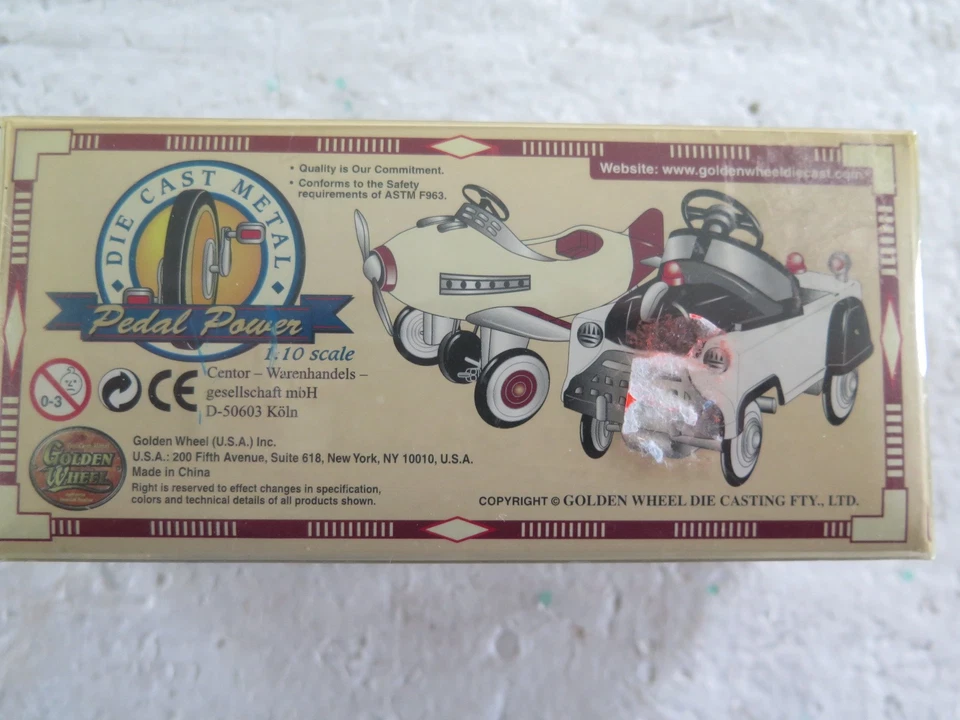 DIE CAST METAL
Pedal Power
1:10 scale
• Quality is Our Commitment.
• Conforms to the Safety
requirements of ASTM F963.
Website: www.goldenwheeldiecast.com
0-3
CE
Centor – Warenhandels –
gesellschaft mbH
D-50603 Köln
GOLDEN
WHEEL
Golden Wheel (U.S.A.) Inc.
U.S.A.: 200 Fifth Avenue, Suite 618, New York, NY 10010, U.S.A.
Made in China
Right is reserved to effect changes in specification,
colors and technical details of all products shown.
COPYRIGHT © GOLDEN WHEEL DIE CASTING FTY., LTD.